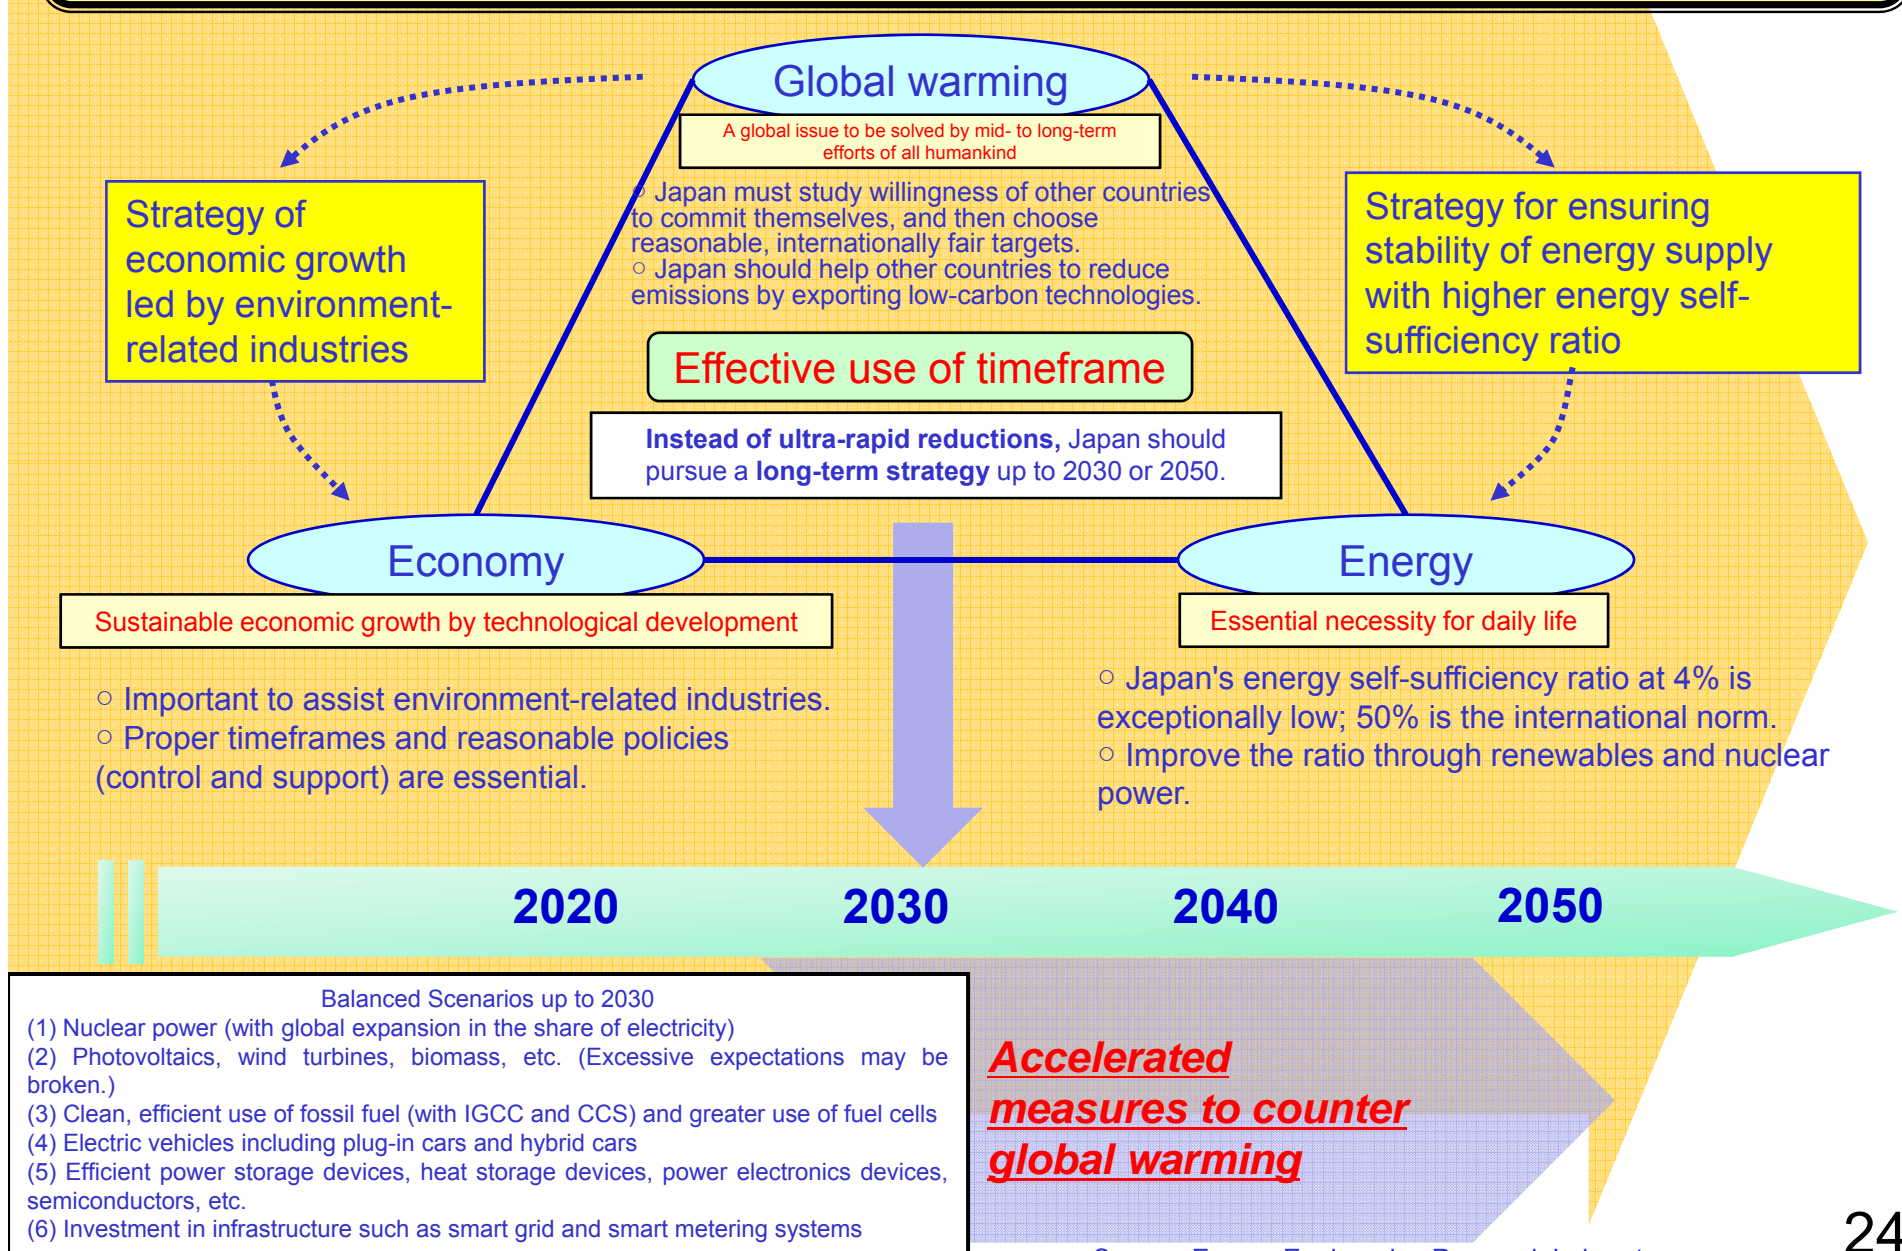 Global warming
A global issue to be solved by mid- to long-term
efforts of all humankind
○ Japan must study willingness of other countries
to commit themselves, and then choose
reasonable, internationally fair targets.
○ Japan should help other countries to reduce
emissions by exporting low-carbon technologies.
Strategy of
economic growth
led by environment-
related industries
Strategy for ensuring
stability of energy supply
with higher energy self-
sufficiency ratio
Effective use of timeframe
Instead of ultra-rapid reductions, Japan should
pursue a long-term strategy up to 2030 or 2050.
Economy
Energy
Sustainable economic growth by technological development
Essential necessity for daily life
○ Important to assist environment-related industries.
○ Proper timeframes and reasonable policies
(control and support) are essential.
○ Japan's energy self-sufficiency ratio at 4% is
exceptionally low; 50% is the international norm.
○ Improve the ratio through renewables and nuclear
power.
2020 2030 2040 2050
Balanced Scenarios up to 2030
(1) Nuclear power (with global expansion in the share of electricity)
(2) Photovoltaics, wind turbines, biomass, etc. (Excessive expectations may be
broken.)
(3) Clean, efficient use of fossil fuel (with IGCC and CCS) and greater use of fuel cells
(4) Electric vehicles including plug-in cars and hybrid cars
(5) Efficient power storage devices, heat storage devices, power electronics devices,
semiconductors, etc.
(6) Investment in infrastructure such as smart grid and smart metering systems
Accelerated
measures to counter
global warming
24